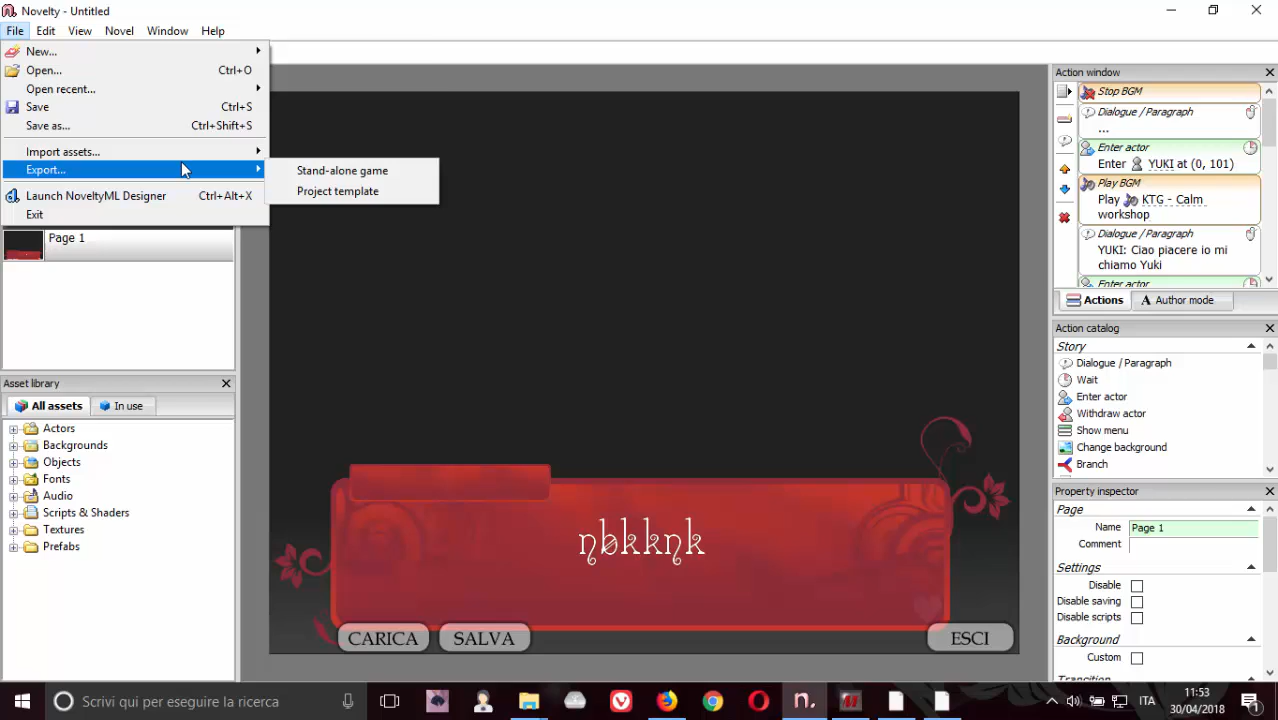 Novelty - Untitled
File Edit View Novel Window Help
New...
Open... Ctrl+O
Open recent...
Save Ctrl+S
Save as... Ctrl+Shift+S
Import assets...
Export...
Launch NoveltyML Designer Ctrl+Alt+X
Exit
Stand-alone game
Project template
Page 1
Asset library
All assets In use
Actors
Backgrounds
Objects
Fonts
Audio
Scripts & Shaders
Textures
Prefabs
nbkknk
CARICA SALVA ESCI
Action window
Stop BGM
Dialogue / Paragraph
...
Enter actor
Enter YUKI at (0, 101)
Play BGM
Play KTG - Calm
workshop
Dialogue / Paragraph
YUKI: Ciao piacere io mi
chiamo Yuki
Enter actor
Actions Author mode
Action catalog
Story
Dialogue / Paragraph
Wait
Enter actor
Withdraw actor
Show menu
Change background
Branch
Property inspector
Page
Name Page 1
Comment
Settings
Disable
Disable saving
Disable scripts
Background
Custom
Transition
Scrivi qui per eseguire la ricerca
ITA
11:53
30/04/2018